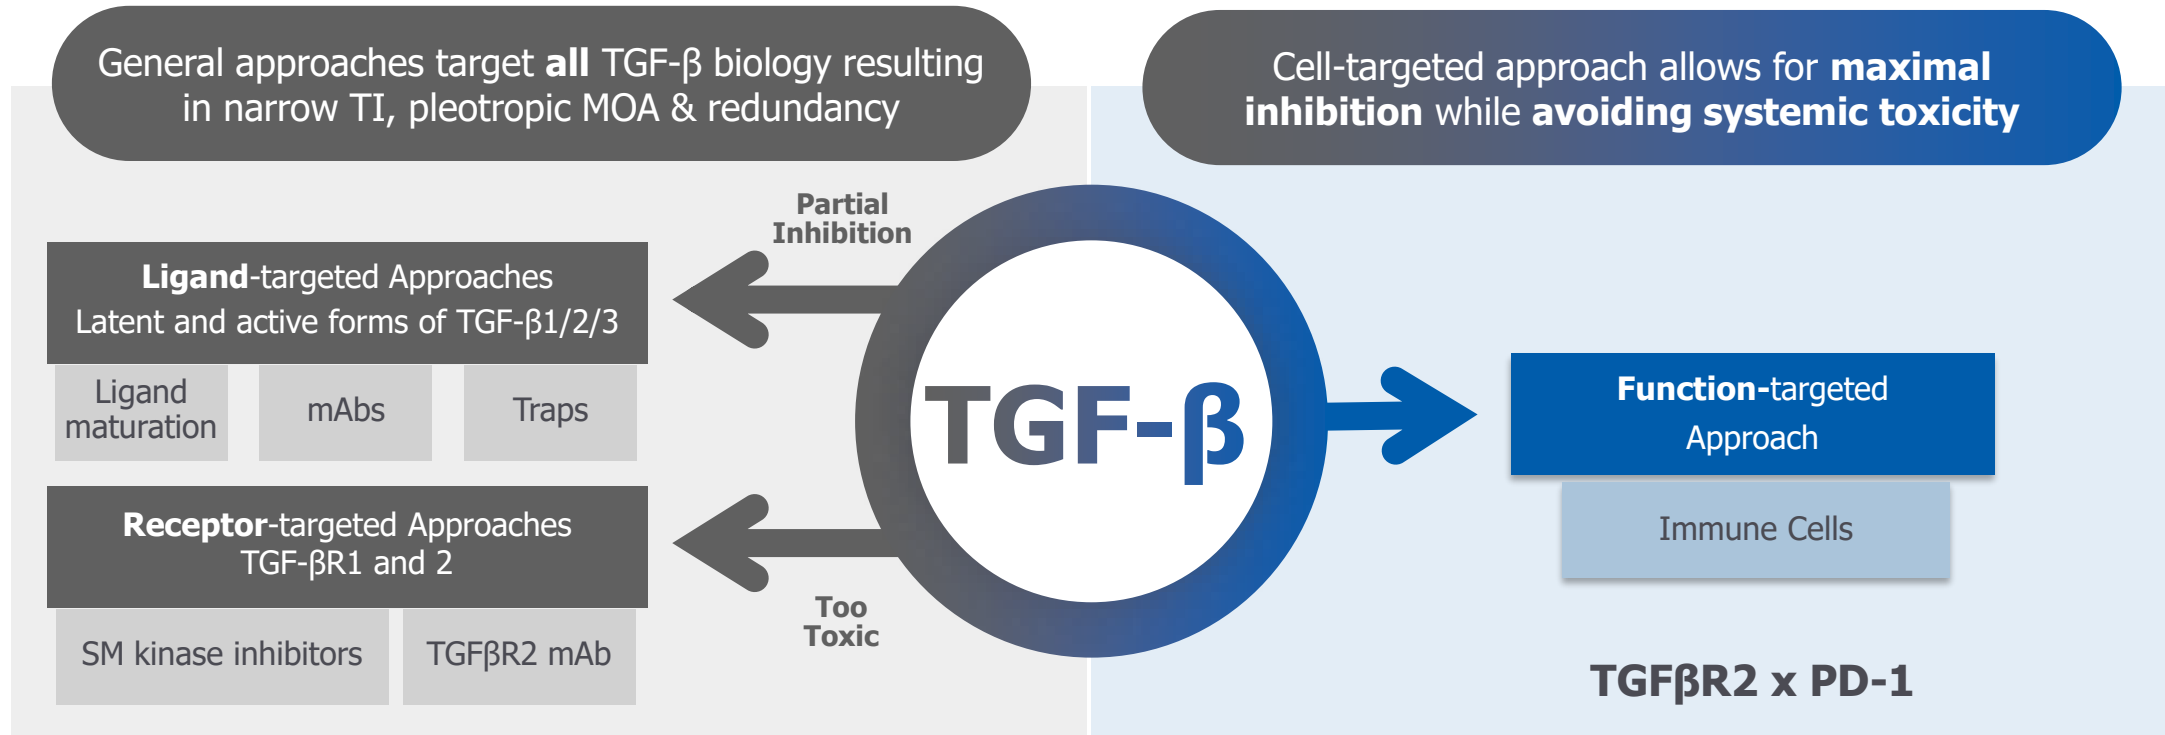 General approaches target all TGF-β biology resulting
in narrow TI, pleotropic MOA & redundancy
Cell-targeted approach allows for maximal
inhibition while avoiding systemic toxicity
Partial
Inhibition
Ligand-targeted Approaches
Latent and active forms of TGF-β1/2/3
Ligand
maturation
mAbs
Traps
TGF-β
Function-targeted
Approach
Immune Cells
Receptor-targeted Approaches
TGF-βR1 and 2
Too
Toxic
SM kinase inhibitors
TGFβR2 mAb
TGFβR2 x PD-1